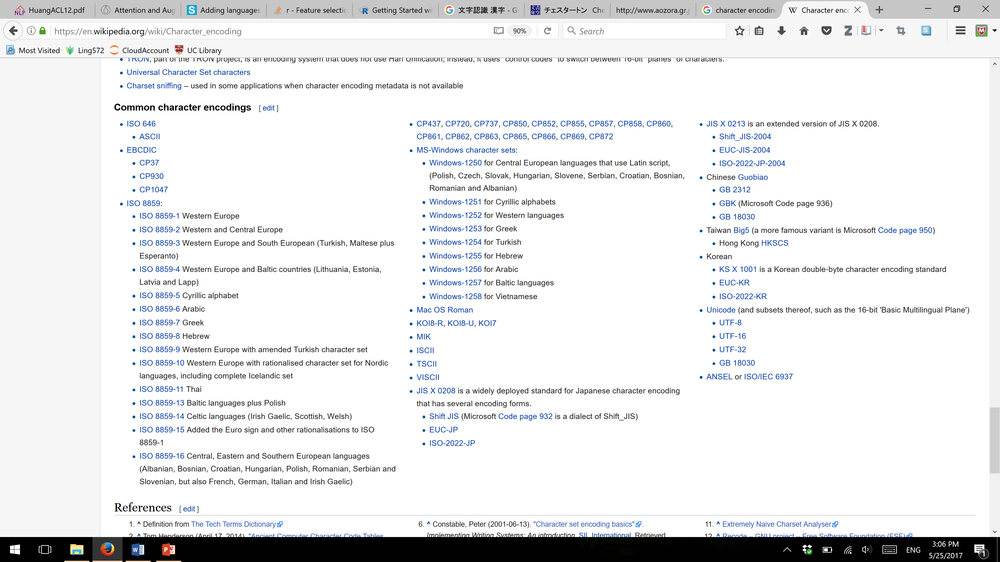 HuangACL12.pdf
Attention and Aug
Adding languages
r - Feature selectio
Getting Started wi
文字認識 漢字 - G
チェスタートン Che
http://www.aozora.gr.j
character encodin
Character enc
https://en.wikipedia.org/wiki/Character_encoding
90%
Search
Most Visited
Ling572
CloudAccount
UC Library
TRON, part of the TRON project, is an encoding system that does not use Han Unification; instead, it uses "control codes" to switch between 16-bit "planes" of characters.
Universal Character Set characters
Charset sniffing – used in some applications when character encoding metadata is not available
Common character encodings [ edit ]
ISO 646
ASCII
EBCDIC
CP37
CP930
CP1047
ISO 8859:
ISO 8859-1 Western Europe
ISO 8859-2 Western and Central Europe
ISO 8859-3 Western Europe and South European (Turkish, Maltese plus
Esperanto)
ISO 8859-4 Western Europe and Baltic countries (Lithuania, Estonia,
Latvia and Lapp)
ISO 8859-5 Cyrillic alphabet
ISO 8859-6 Arabic
ISO 8859-7 Greek
ISO 8859-8 Hebrew
ISO 8859-9 Western Europe with amended Turkish character set
ISO 8859-10 Western Europe with rationalised character set for Nordic
languages, including complete Icelandic set
ISO 8859-11 Thai
ISO 8859-13 Baltic languages plus Polish
ISO 8859-14 Celtic languages (Irish Gaelic, Scottish, Welsh)
ISO 8859-15 Added the Euro sign and other rationalisations to ISO
8859-1
ISO 8859-16 Central, Eastern and Southern European languages
(Albanian, Bosnian, Croatian, Hungarian, Polish, Romanian, Serbian and
Slovenian, but also French, German, Italian and Irish Gaelic)
CP437, CP720, CP737, CP850, CP852, CP855, CP857, CP858, CP860,
CP861, CP862, CP863, CP865, CP866, CP869, CP872
MS-Windows character sets:
Windows-1250 for Central European languages that use Latin script,
(Polish, Czech, Slovak, Hungarian, Slovene, Serbian, Croatian, Bosnian,
Romanian and Albanian)
Windows-1251 for Cyrillic alphabets
Windows-1252 for Western languages
Windows-1253 for Greek
Windows-1254 for Turkish
Windows-1255 for Hebrew
Windows-1256 for Arabic
Windows-1257 for Baltic languages
Windows-1258 for Vietnamese
Mac OS Roman
KOI8-R, KOI8-U, KOI7
MIK
ISCII
TSCII
VISCII
JIS X 0208 is a widely deployed standard for Japanese character encoding
that has several encoding forms.
Shift JIS (Microsoft Code page 932 is a dialect of Shift_JIS)
EUC-JP
ISO-2022-JP
JIS X 0213 is an extended version of JIS X 0208.
Shift_JIS-2004
EUC-JIS-2004
ISO-2022-JP-2004
Chinese Guobiao
GB 2312
GBK (Microsoft Code page 936)
GB 18030
Taiwan Big5 (a more famous variant is Microsoft Code page 950)
Hong Kong HKSCS
Korean
KS X 1001 is a Korean double-byte character encoding standard
EUC-KR
ISO-2022-KR
Unicode (and subsets thereof, such as the 16-bit 'Basic Multilingual Plane')
UTF-8
UTF-16
UTF-32
GB 18030
ANSEL or ISO/IEC 6937
References [ edit ]
1. ^ Definition from The Tech Terms Dictionary
2. ^ Tom Henderson (April 17, 2014). "Ancient Computer Character Code Tables
6. ^ Constable, Peter (2001-06-13). "Character set encoding basics".
Implementing Writing Systems: An introduction. SIL International. Retrieved
11. ^ Extremely Naive Charset Analyser
12. ^ Recode – GNU project – Free Software Foundation (FSF)
ENG
3:06 PM
5/25/2017
1